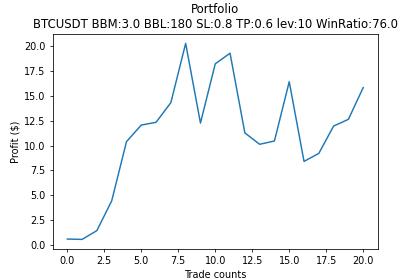 Portfolio
BTCUSDT BBM:3.0 BBL:180 SL:0.8 TP:0.6 lev:10 WinRatio:76.0
20.0
17.5
15.0
12.5
10.0
7.5
5.0
2.5
0.0
Profit ($)
0.0 2.5 5.0 7.5 10.0 12.5 15.0 17.5 20.0
Trade counts